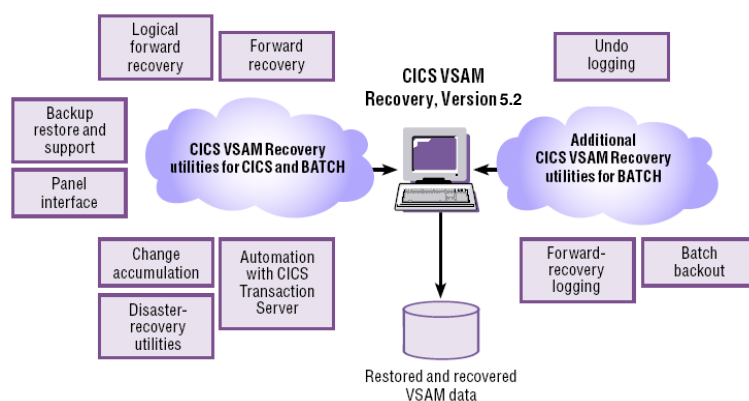 Logical
forward
recovery
Forward
recovery
CICS VSAM
Recovery, Version 5.2
Undo
logging
Backup
restore and
support
Panel
interface
CICS VSAM Recovery
utilities for CICS and BATCH
Additional
CICS VSAM Recovery
utilities for BATCH
Change
accumulation
Disaster-
recovery
utilities
Automation
with CICS
Transaction
Server
Forward-
recovery
logging
Batch
backout
Restored and recovered
VSAM data